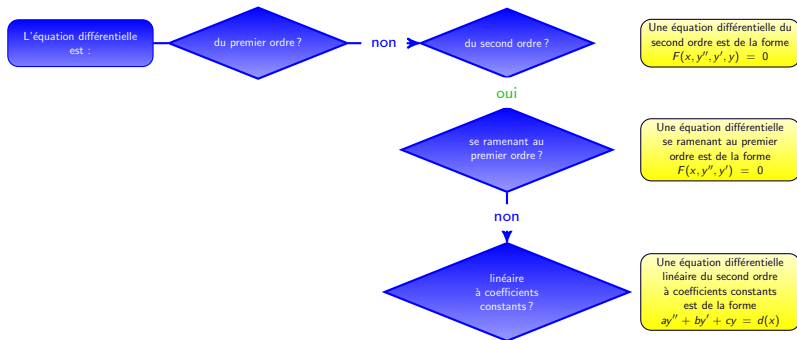 L'équation différentielle
est :
du premier ordre ?
non
du second ordre ?
Une équation différentielle du
second ordre est de la forme
F(x, y'', y', y) = 0
oui
se ramenant au
premier ordre ?
Une équation différentielle
se ramenant au premier
ordre est de la forme
F(x, y'', y') = 0
non
linéaire
à coefficients
constants ?
Une équation différentielle
linéaire du second ordre
à coefficients constants
est de la forme
ay'' + by' + cy = d(x)